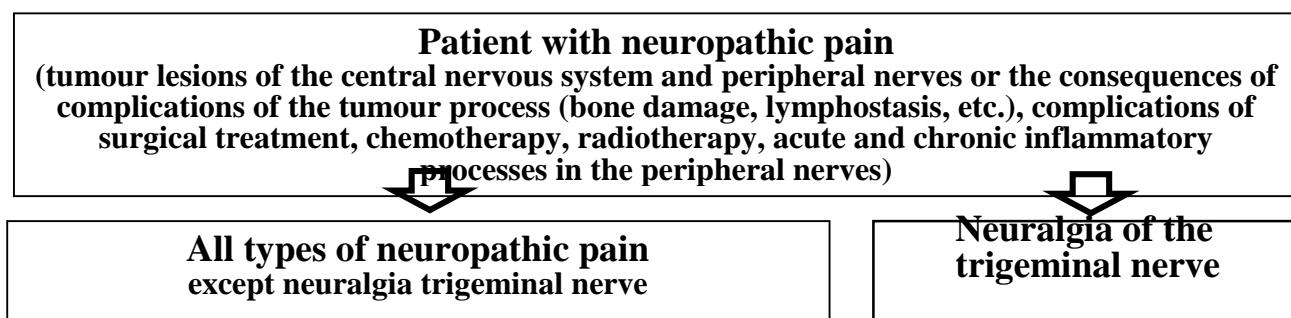 Patient with neuropathic pain
(tumour lesions of the central nervous system and peripheral nerves or the consequences of
complications of the tumour process (bone damage, lymphostasis, etc.), complications of
surgical treatment, chemotherapy, radiotherapy, acute and chronic inflammatory
processes in the peripheral nerves)
All types of neuropathic pain
except neuralgia trigeminal nerve
Neuralgia of the
trigeminal nerve